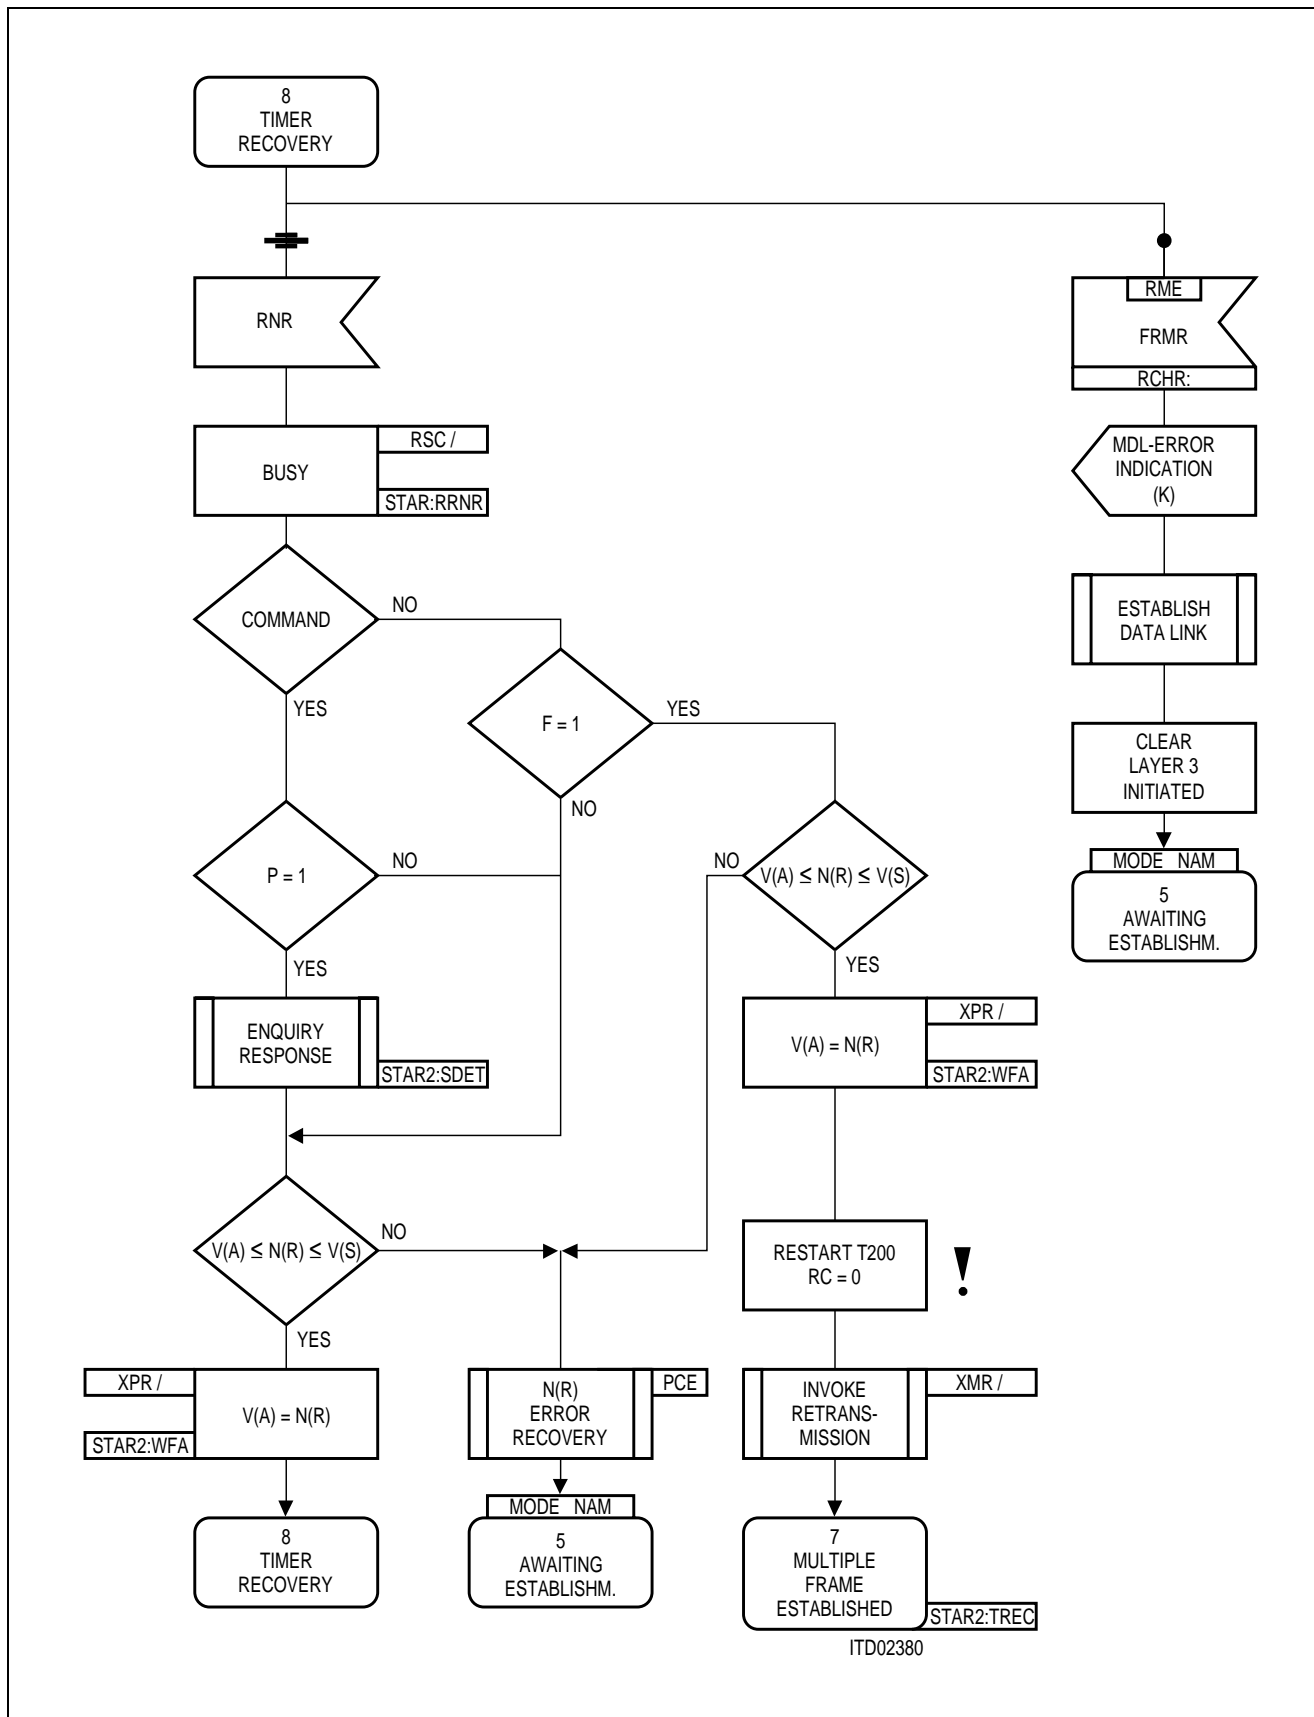 8
TIMER
RECOVERY
RNR
RME
FRMR
RCHR:
BUSY
RSC /
STAR:RRNR
MDL-ERROR
INDICATION
(K)
COMMAND
NO
YES
ESTABLISH
DATA LINK
F = 1
YES
NO
CLEAR
LAYER 3
INITIATED
P = 1
NO
YES
NO
V(A) ≤ N(R) ≤ V(S)
YES
MODE NAM
5
AWAITING
ESTABLISHM.
ENQUIRY
RESPONSE
STAR2:SDET
V(A) = N(R)
XPR /
STAR2:WFA
V(A) ≤ N(R) ≤ V(S)
NO
YES
RESTART T200
RC = 0
!
XPR /
V(A) = N(R)
STAR2:WFA
N(R)
ERROR
RECOVERY
PCE
INVOKE
RETRANS-
MISSION
XMR /
8
TIMER
RECOVERY
MODE NAM
5
AWAITING
ESTABLISHM.
7
MULTIPLE
FRAME
ESTABLISHED
STAR2:TREC
ITD02380